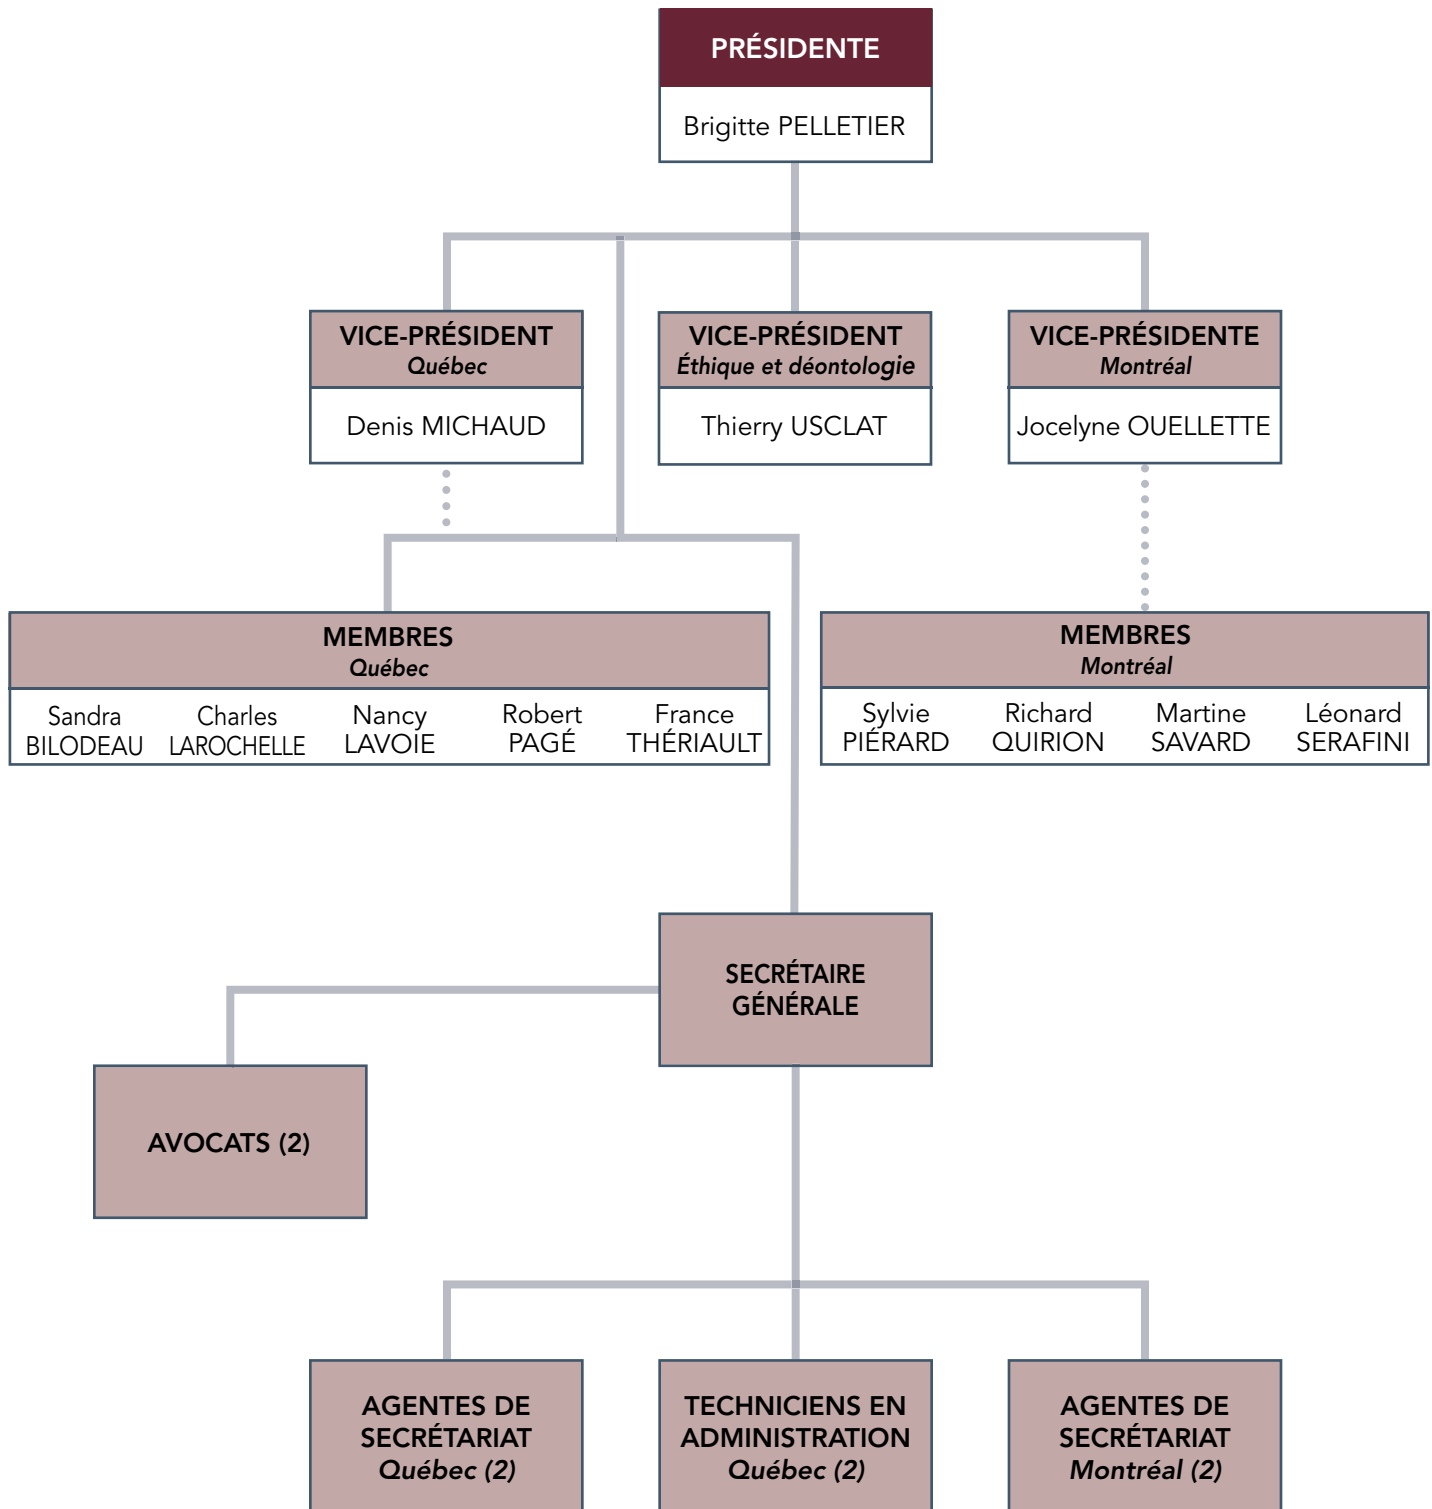 PRÉSIDENTE
Brigitte PELLETIER
VICE-PRÉSIDENT
Québec
Denis MICHAUD
VICE-PRÉSIDENT
Éthique et déontologie
Thierry USCLAT
VICE-PRÉSIDENTE
Montréal
Jocelyne OUELLETTE
MEMBRES
Québec
Sandra
BILODEAU
Charles
LAROCHELLE
Nancy
LAVOIE
Robert
PAGÉ
France
THÉRIAULT
MEMBRES
Montréal
Sylvie
PIÉRARD
Richard
QUIRION
Martine
SAVARD
Léonard
SERAFINI
SECRÉTAIRE
GÉNÉRALE
AVOCATS (2)
AGENTES DE
SECRÉTARIAT
Québec (2)
TECHNICIENS EN
ADMINISTRATION
Québec (2)
AGENTES DE
SECRÉTARIAT
Montréal (2)